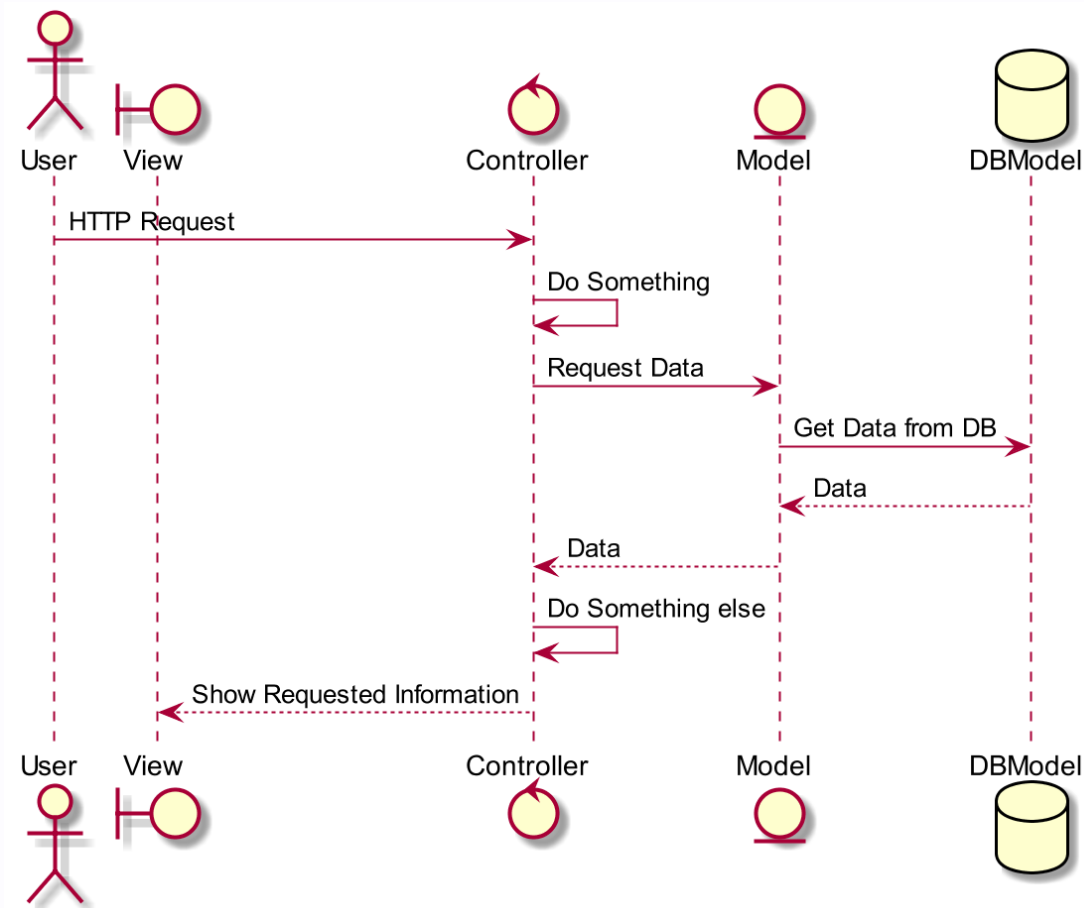 User
View
Controller
Model
DBModel
HTTP Request
Do Something
Request Data
Get Data from DB
Data
Data
Do Something else
Show Requested Information
User
View
Controller
Model
DBModel